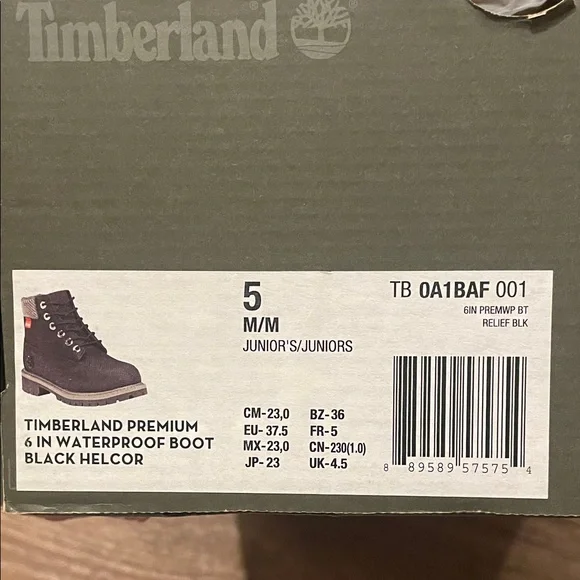 Timberland
5
M/M
JUNIOR'S/JUNIORS
TB 0A1BAF 001
6IN PREMWP BT
RELIEF BLK
TIMBERLAND PREMIUM
6 IN WATERPROOF BOOT
BLACK HELCOR
CM-23,0 BZ-36
EU-37.5 FR-5
MX-23,0 CN-230(1.0)
JP-23 UK-4.5
8 89589 57575 4